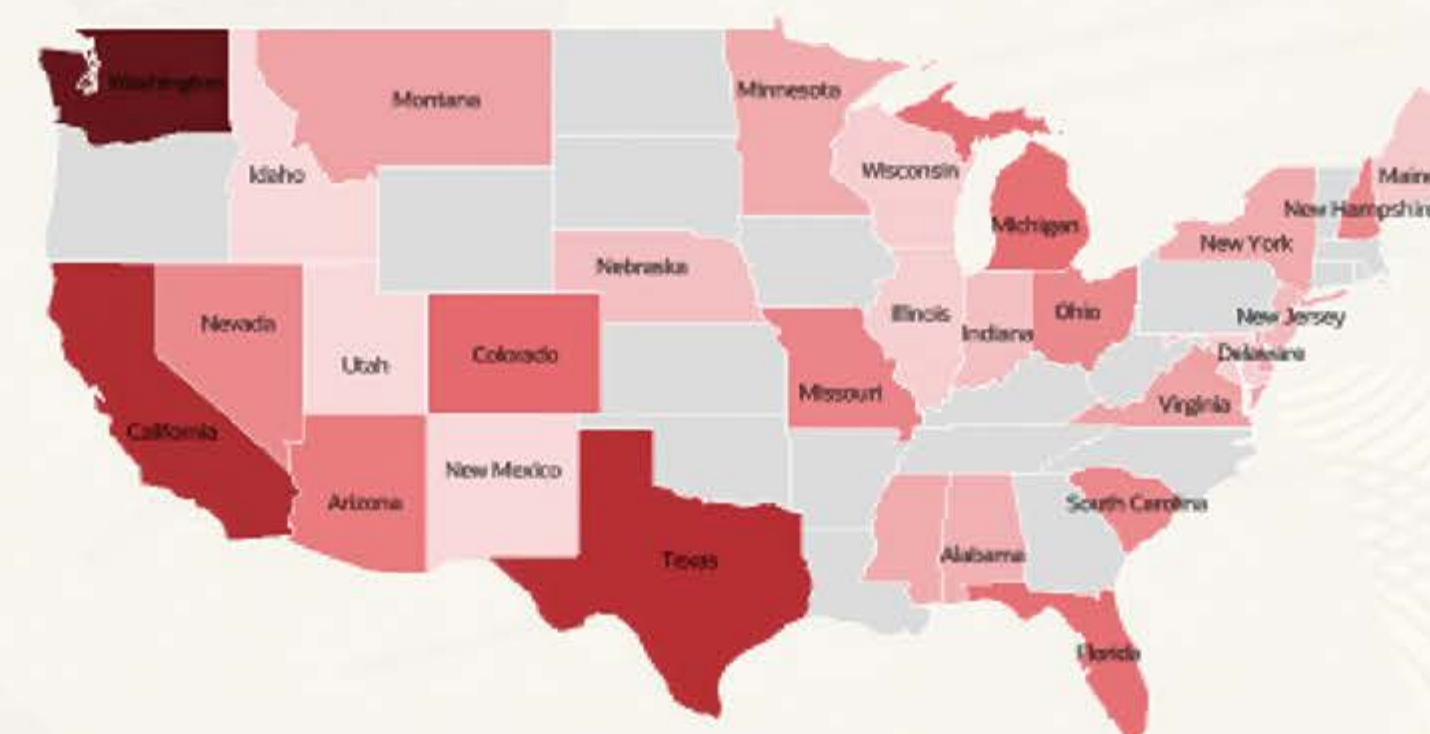 Washington
Montana
Minnesota
Idaho
Wisconsin
Maine
New Hampshire
Michigan
New York
Nebraska
Nevada
Illinois
Indiana
Ohio
New Jersey
Utah
Colorado
Delaware
Missouri
Virginia
California
New Mexico
Arizona
South Carolina
Texas
Alabama
Florida